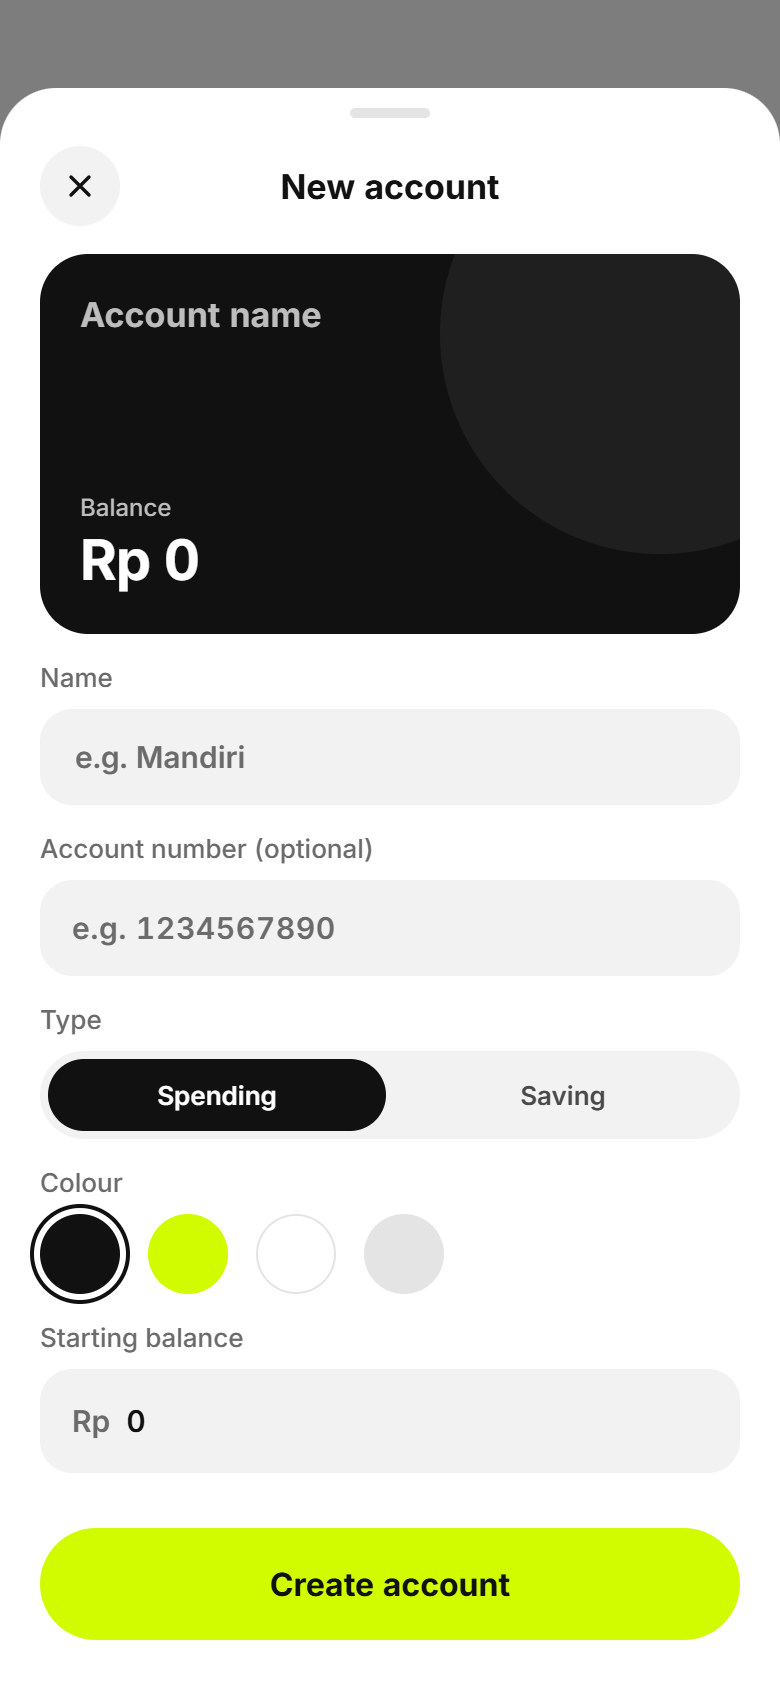 New account
Account name
Balance
Rp 0
Name
e.g. Mandiri
Account number (optional)
e.g. 1234567890
Type
Spending
Saving
Colour
Starting balance
Rp 0
Create account